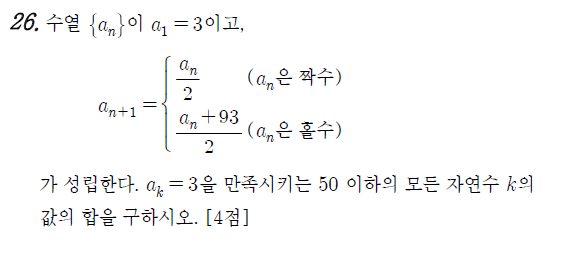 26. 수열 {aₙ}이 a₁=3이고,
aₙ₊₁ = { aₙ/2 (aₙ은 짝수)
(aₙ+93)/2 (aₙ은 홀수)
가 성립한다. aₖ=3을 만족시키는 50 이하의 모든 자연수 k의
값의 합을 구하시오. [4점]